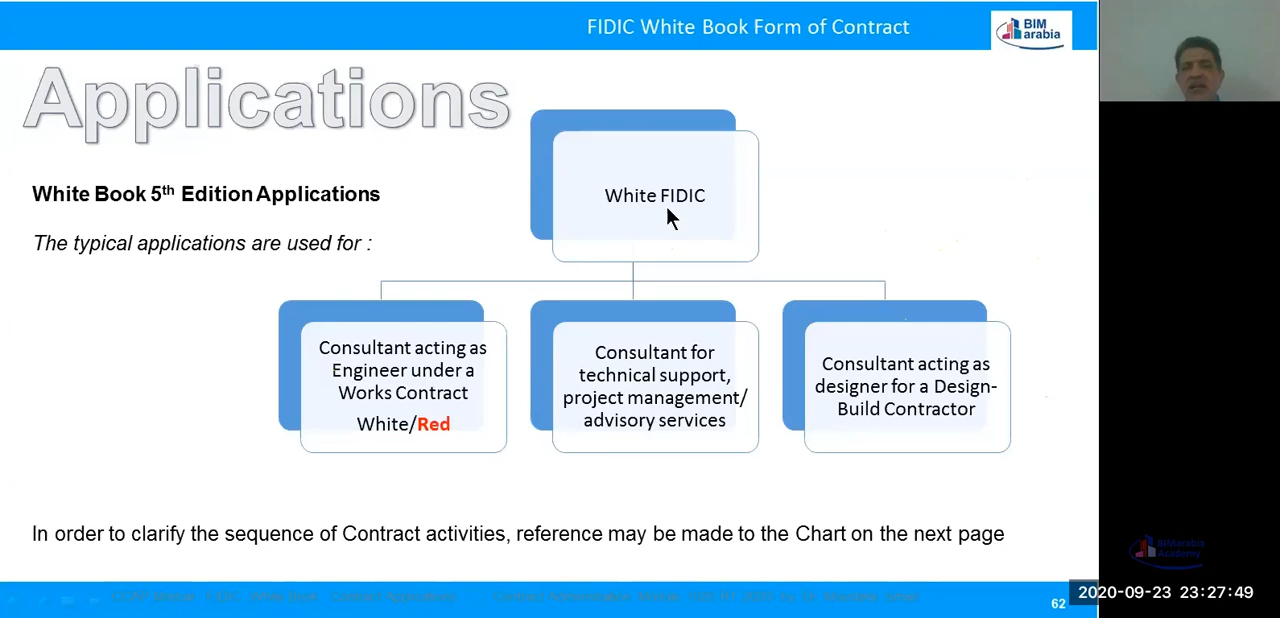 FIDIC White Book Form of Contract
BIM
arabia
Applications
White Book 5th Edition Applications
The typical applications are used for :
White FIDIC
Consultant acting as
Engineer under a
Works Contract
White/Red
Consultant for
technical support,
project management/
advisory services
Consultant acting as
designer for a Design-
Build Contractor
In order to clarify the sequence of Contract activities, reference may be made to the Chart on the next page
BIMarabia
Academy
62
2020-09-23 23:27:49